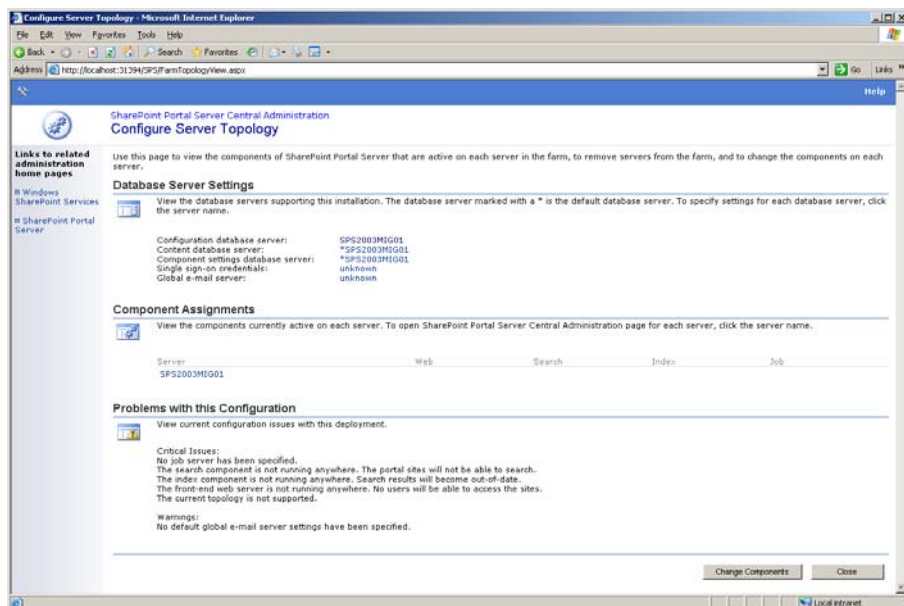 Configure Server Topology - Microsoft Internet Explorer
File Edit View Favorites Tools Help
Back Search Favorites
Address http://localhost:31394/SPS/FarmTopologyView.aspx Go Links
Help
SharePoint Portal Server Central Administration
Configure Server Topology
Links to related
administration
home pages
Windows
SharePoint Services
SharePoint Portal
Server
Use this page to view the components of SharePoint Portal Server that are active on each server in the farm, to remove servers from the farm, and to change the components on each
server.
Database Server Settings
View the database servers supporting this installation. The database server marked with a * is the default database server. To specify settings for each database server, click
the server name.
Configuration database server: SPS2003MIG01
Content database server: *SPS2003MIG01
Component settings database server: *SPS2003MIG01
Single sign-on credentials: unknown
Global e-mail server: unknown
Component Assignments
View the components currently active on each server. To open SharePoint Portal Server Central Administration page for each server, click the server name.
Server Web Search Index Job
SPS2003MIG01
Problems with this Configuration
View current configuration issues with this deployment.
Critical Issues:
No job server has been specified.
The search component is not running anywhere. The portal sites will not be able to search.
The index component is not running anywhere. Search results will become out-of-date.
The front-end web server is not running anywhere. No users will be able to access the sites.
The current topology is not supported.
Warnings:
No default global e-mail server settings have been specified.
Change Components Close
Local intranet